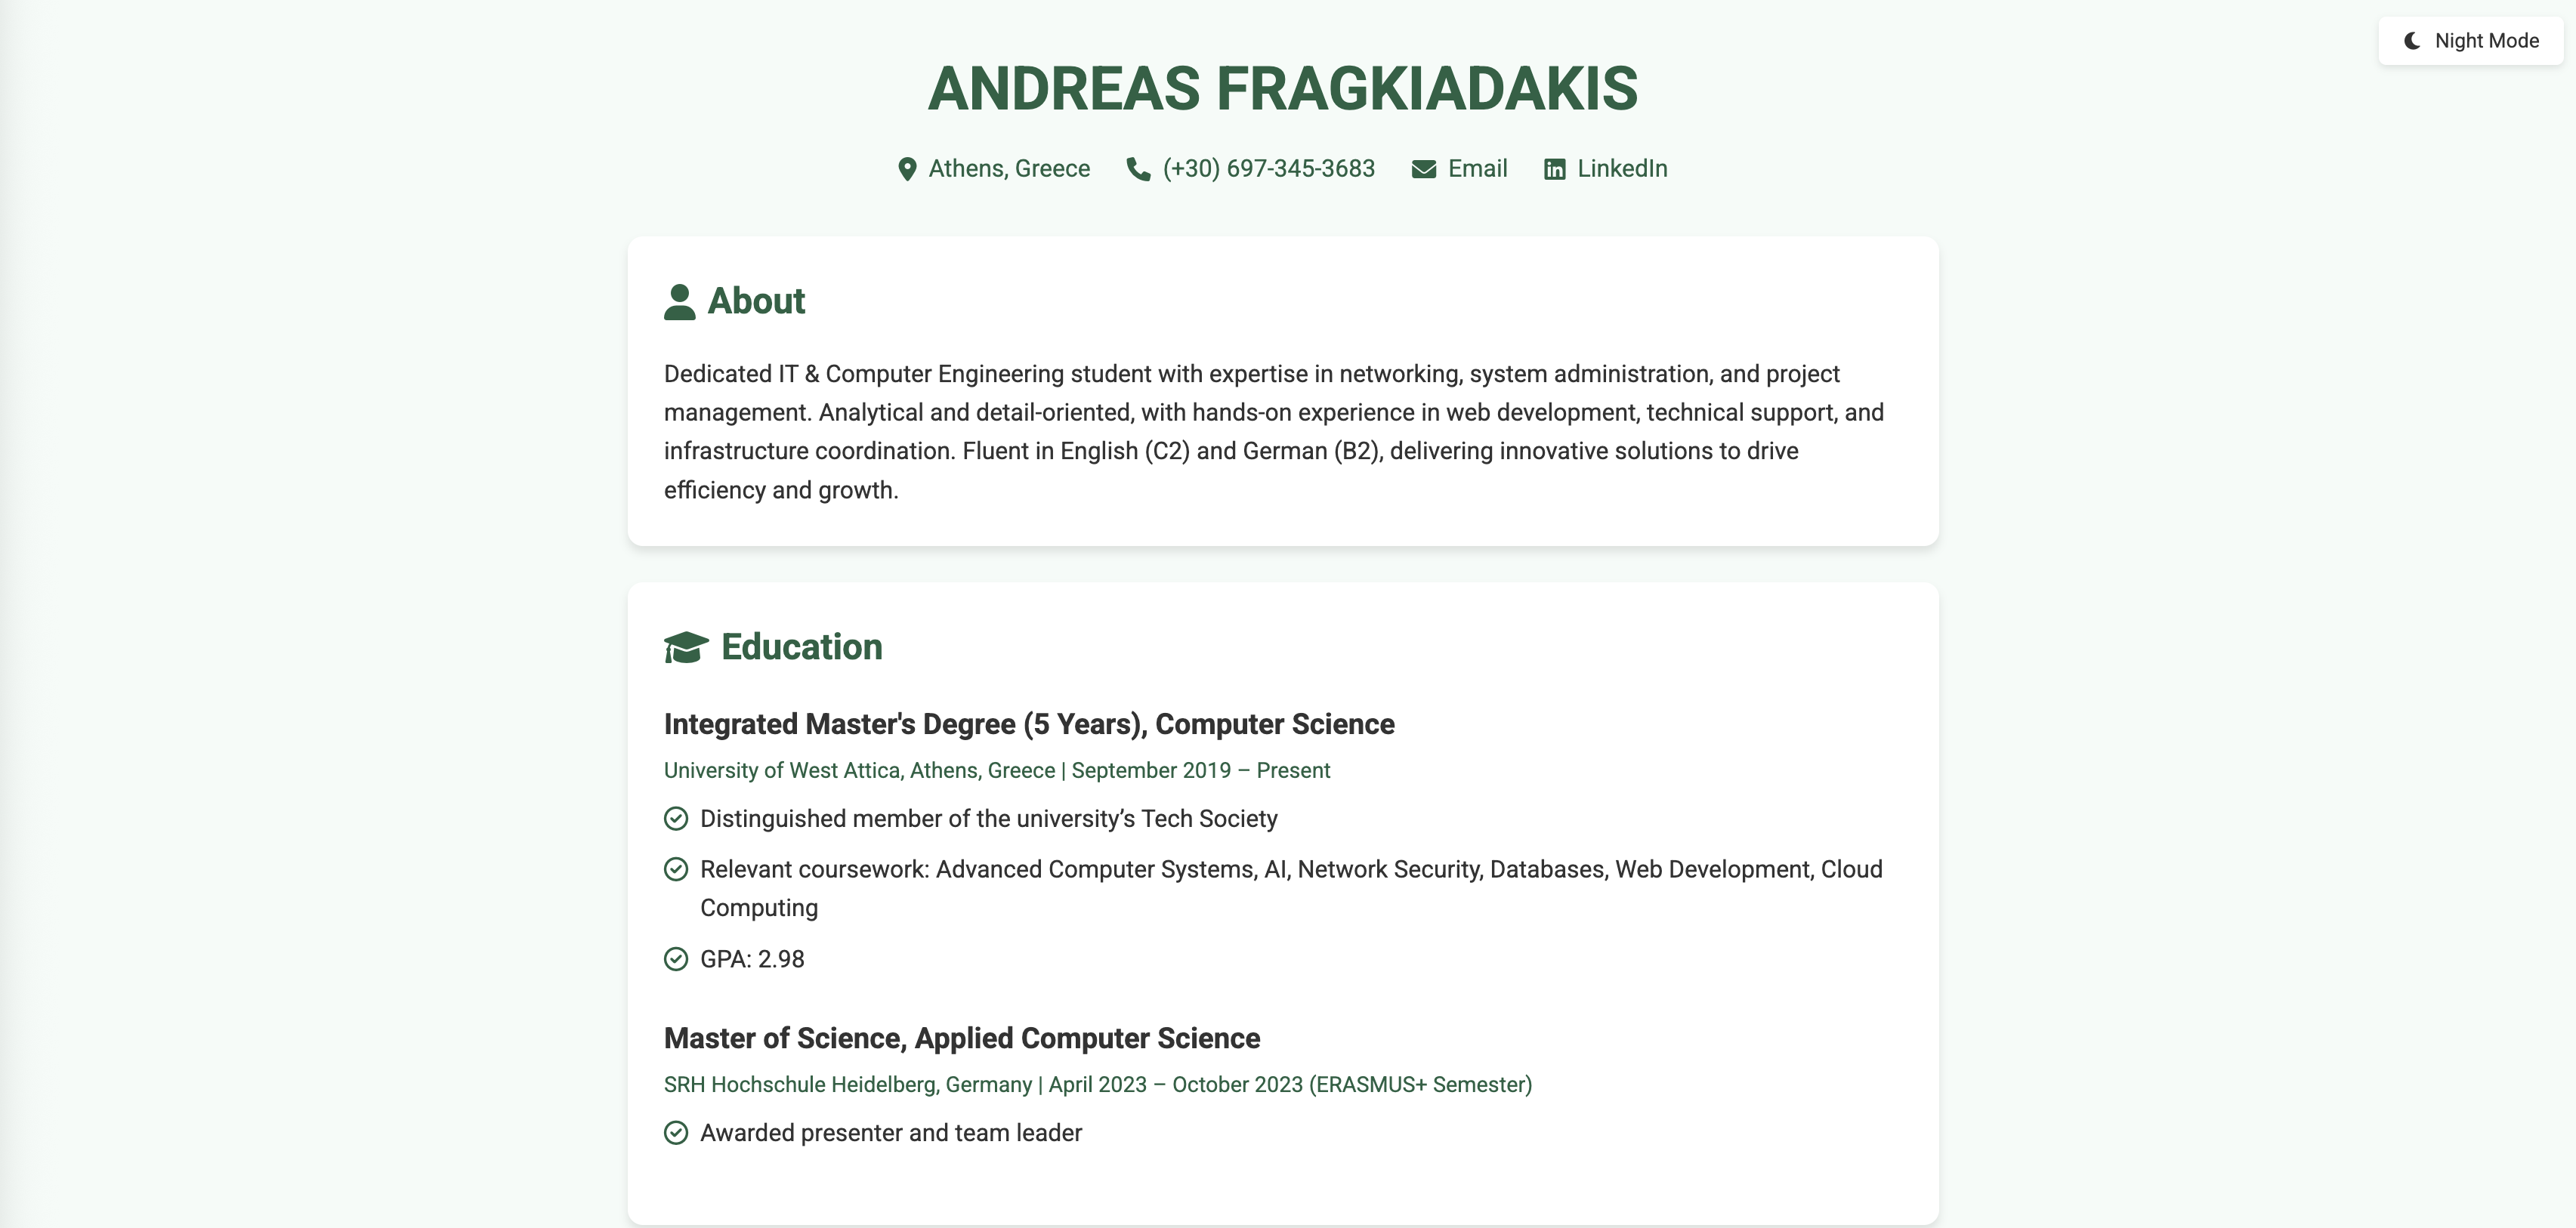 Night Mode
ANDREAS FRAGKIADAKIS
Athens, Greece (+30) 697-345-3683 Email LinkedIn
About
Dedicated IT & Computer Engineering student with expertise in networking, system administration, and project
management. Analytical and detail-oriented, with hands-on experience in web development, technical support, and
infrastructure coordination. Fluent in English (C2) and German (B2), delivering innovative solutions to drive
efficiency and growth.
Education
Integrated Master's Degree (5 Years), Computer Science
University of West Attica, Athens, Greece | September 2019 – Present
Distinguished member of the university’s Tech Society
Relevant coursework: Advanced Computer Systems, AI, Network Security, Databases, Web Development, Cloud
Computing
GPA: 2.98
Master of Science, Applied Computer Science
SRH Hochschule Heidelberg, Germany | April 2023 – October 2023 (ERASMUS+ Semester)
Awarded presenter and team leader